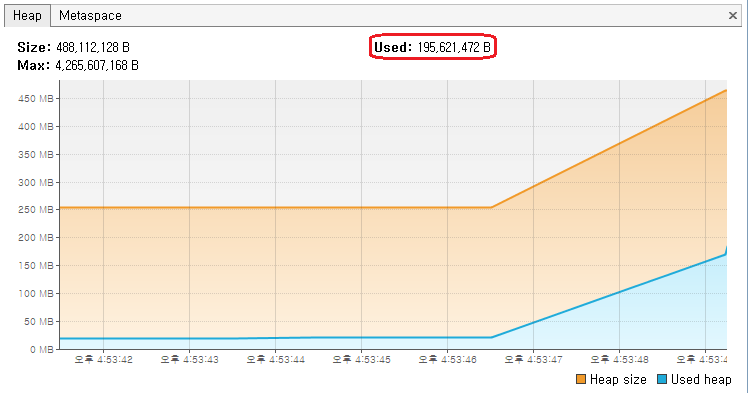 Heap Metaspace X
Size: 488,112,128 B Used: 195,621,472 B
Max: 4,265,607,168 B
450 MB
400 MB
350 MB
300 MB
250 MB
200 MB
150 MB
100 MB
50 MB
0 MB
오후 4:53:42 오후 4:53:43 오후 4:53:44 오후 4:53:45 오후 4:53:46 오후 4:53:47 오후 4:53:48 오후 4:53:4
Heap size Used heap